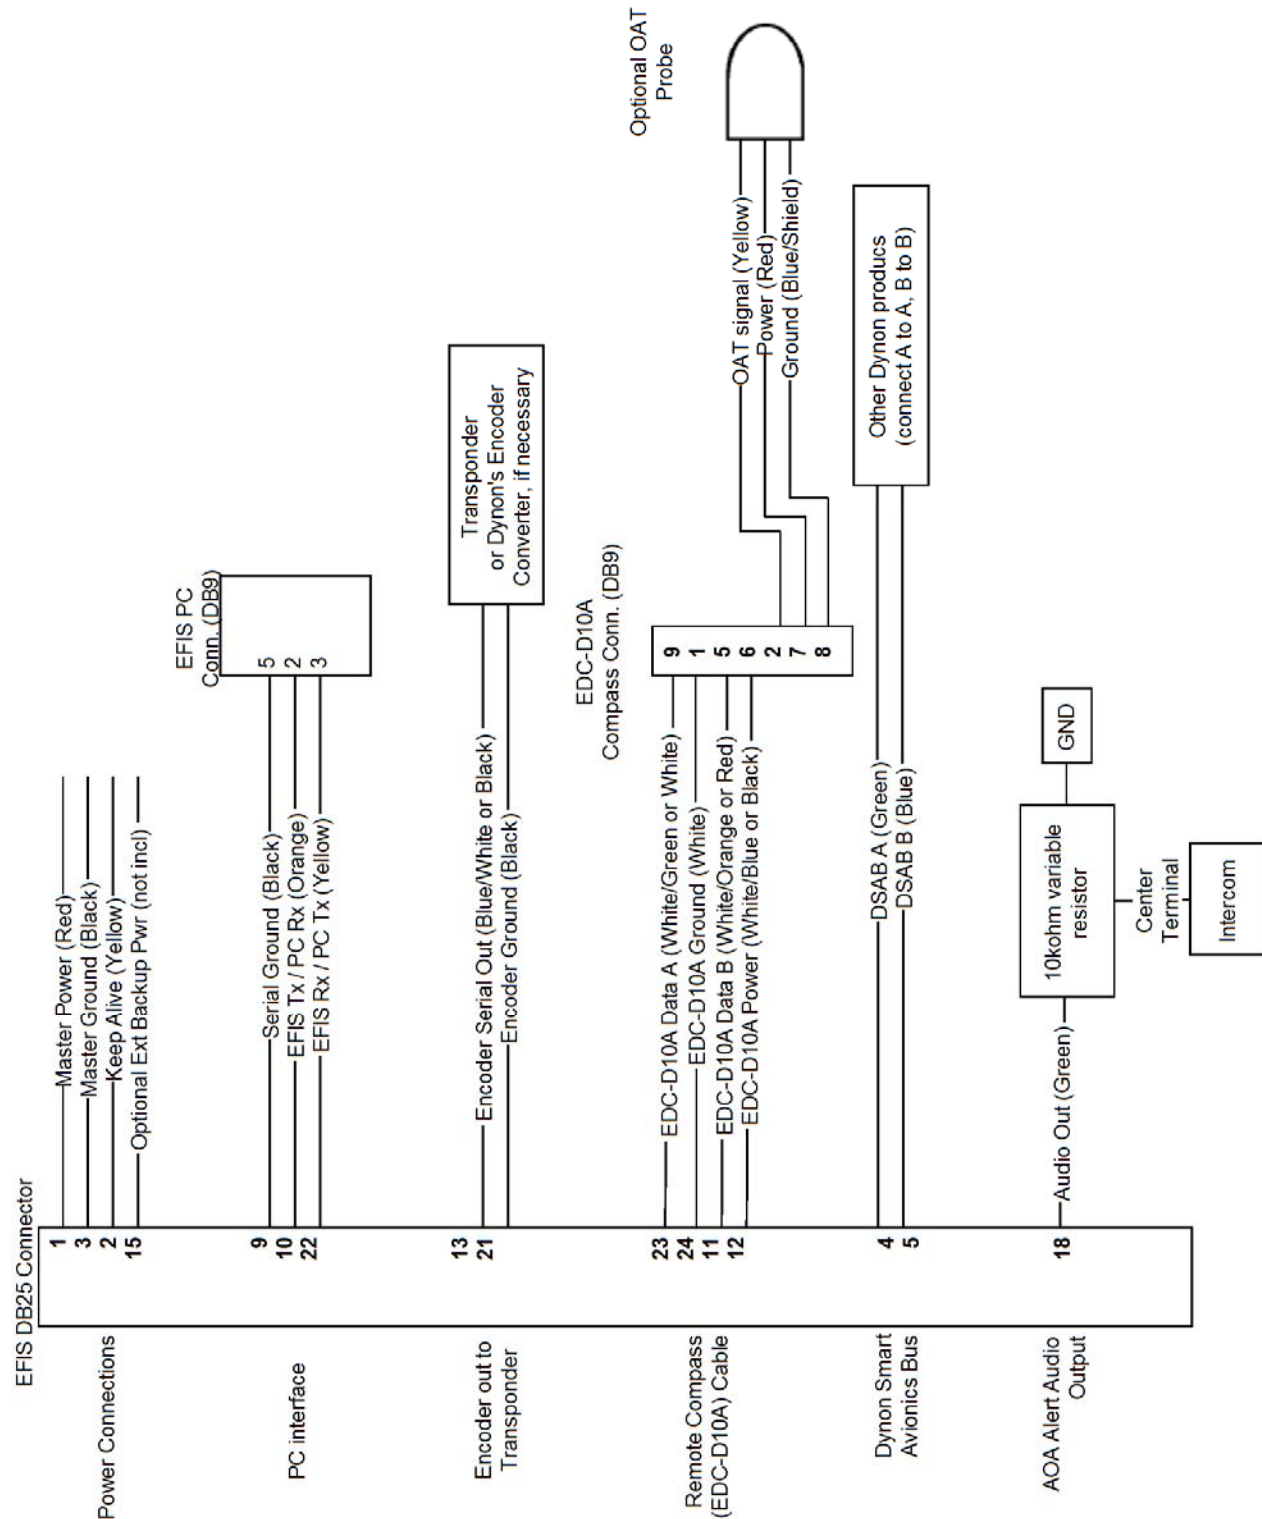 EFIS DB25 Connector
Power Connections
1
Master Power (Red)
3
Master Ground (Black)
2
Keep Alive (Yellow)
15
Optional Ext Backup Pwr (not incl)
PC interface
9
Serial Ground (Black)
5
10
EFIS Tx / PC Rx (Orange)
2
22
EFIS Rx / PC Tx (Yellow)
3
EFIS PC
Conn. (DB9)
Encoder out to
Transponder
13
Encoder Serial Out (Blue/White or Black)
21
Encoder Ground (Black)
Transponder
or Dynon's Encoder
Converter, if necessary
Remote Compass
(EDC-D10A) Cable
23
EDC-D10A Data A (White/Green or White)
9
24
EDC-D10A Ground (White)
1
11
EDC-D10A Data B (White/Orange or Red)
5
12
EDC-D10A Power (White/Blue or Black)
6
2
7
8
EDC-D10A
Compass Conn. (DB9)
OAT signal (Yellow)
Power (Red)
Ground (Blue/Shield)
Optional OAT
Probe
Dynon Smart
Avionics Bus
4
DSAB A (Green)
5
DSAB B (Blue)
Other Dynon producs
(connect A to A, B to B)
AOA Alert Audio
Output
18
Audio Out (Green)
10kohm variable
resistor
GND
Center
Terminal
Intercom